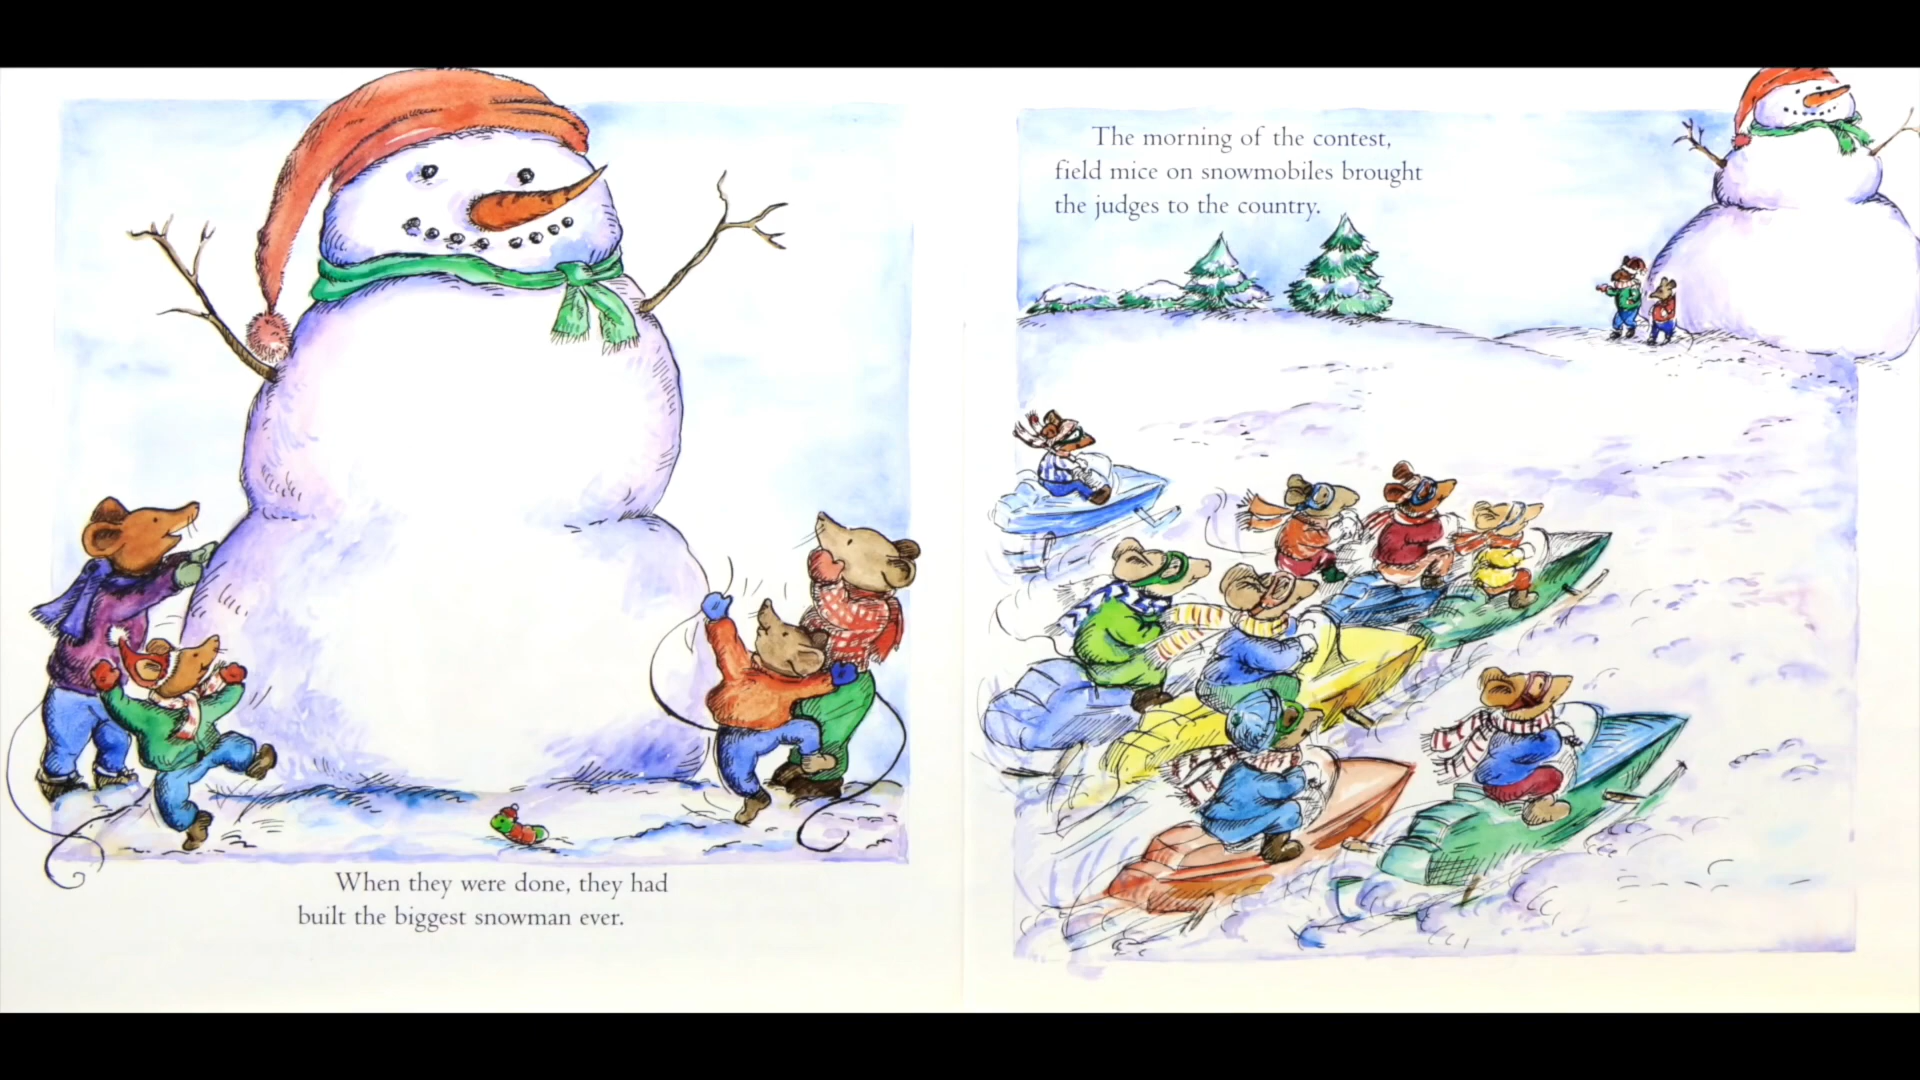 When they were done, they had
built the biggest snowman ever.
The morning of the contest,
field mice on snowmobiles brought
the judges to the country.